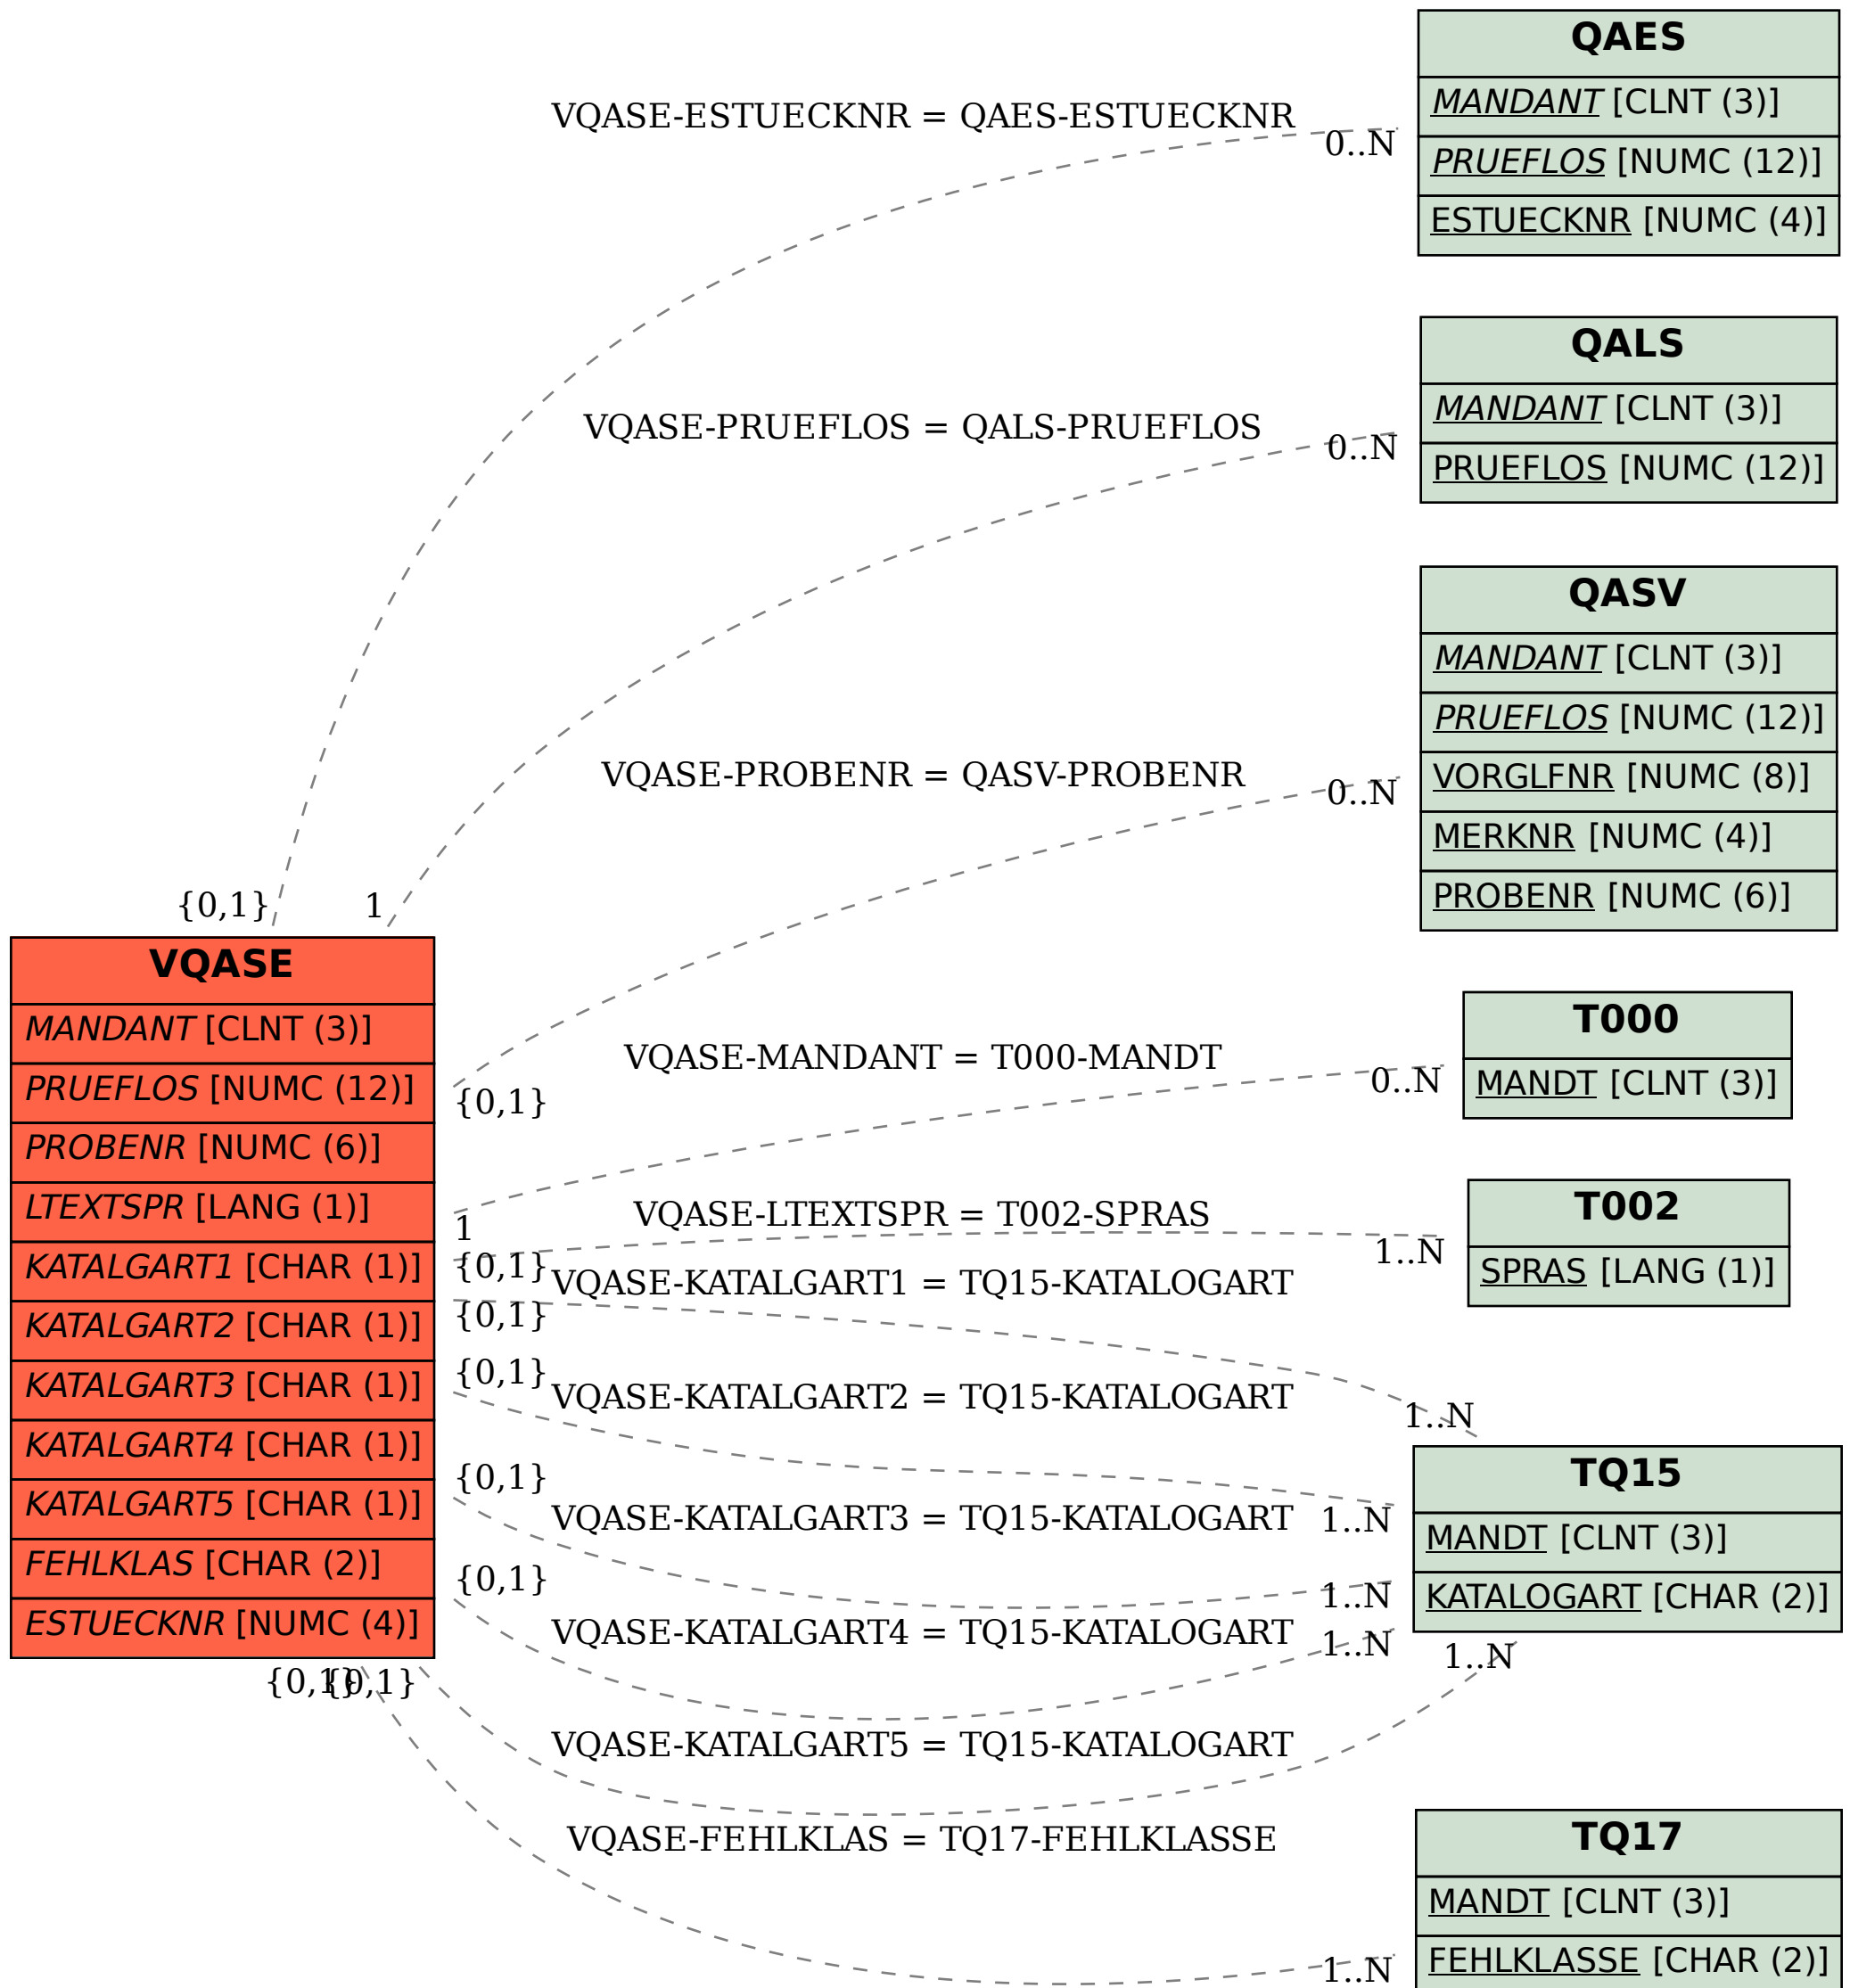 QAES
MANDANT [CLNT (3)]
PRUEFLOS [NUMC (12)]
ESTUECKNR [NUMC (4)]
VQASE-ESTUECKNR = QAES-ESTUECKNR
0..N
QALS
MANDANT [CLNT (3)]
PRUEFLOS [NUMC (12)]
VQASE-PRUEFLOS = QALS-PRUEFLOS
0..N
QASV
MANDANT [CLNT (3)]
PRUEFLOS [NUMC (12)]
VORGLFNR [NUMC (8)]
MERKNR [NUMC (4)]
PROBENR [NUMC (6)]
VQASE-PROBENR = QASV-PROBENR
0..N
{0,1}
1
VQASE
MANDANT [CLNT (3)]
PRUEFLOS [NUMC (12)]
PROBENR [NUMC (6)]
LTEXTSPR [LANG (1)]
KATALGART1 [CHAR (1)]
KATALGART2 [CHAR (1)]
KATALGART3 [CHAR (1)]
KATALGART4 [CHAR (1)]
KATALGART5 [CHAR (1)]
FEHLKLAS [CHAR (2)]
ESTUECKNR [NUMC (4)]
{0,1}
VQASE-MANDANT = T000-MANDT
0..N
1
T000
MANDT [CLNT (3)]
VQASE-LTEXTSPR = T002-SPRAS
{0,1}
1..N
T002
SPRAS [LANG (1)]
VQASE-KATALGART1 = TQ15-KATALOGART
{0,1}
1..N
{0,1}
VQASE-KATALGART2 = TQ15-KATALOGART
1..N
TQ15
MANDT [CLNT (3)]
KATALOGART [CHAR (2)]
{0,1}
VQASE-KATALGART3 = TQ15-KATALOGART
1..N
{0,1}
VQASE-KATALGART4 = TQ15-KATALOGART
1..N
1..N
{0,1}
{0,1}
VQASE-KATALGART5 = TQ15-KATALOGART
VQASE-FEHLKLAS = TQ17-FEHLKLASSE
1..N
TQ17
MANDT [CLNT (3)]
FEHLKLASSE [CHAR (2)]